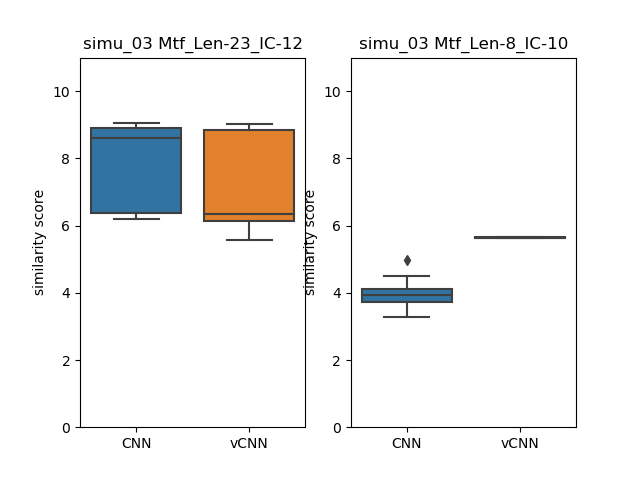 simu_03 Mtf_Len-23_IC-12
simu_03 Mtf_Len-8_IC-10
similarity score
10
8
6
4
2
0
CNN
vCNN
similarity score
10
8
6
4
2
0
CNN
vCNN